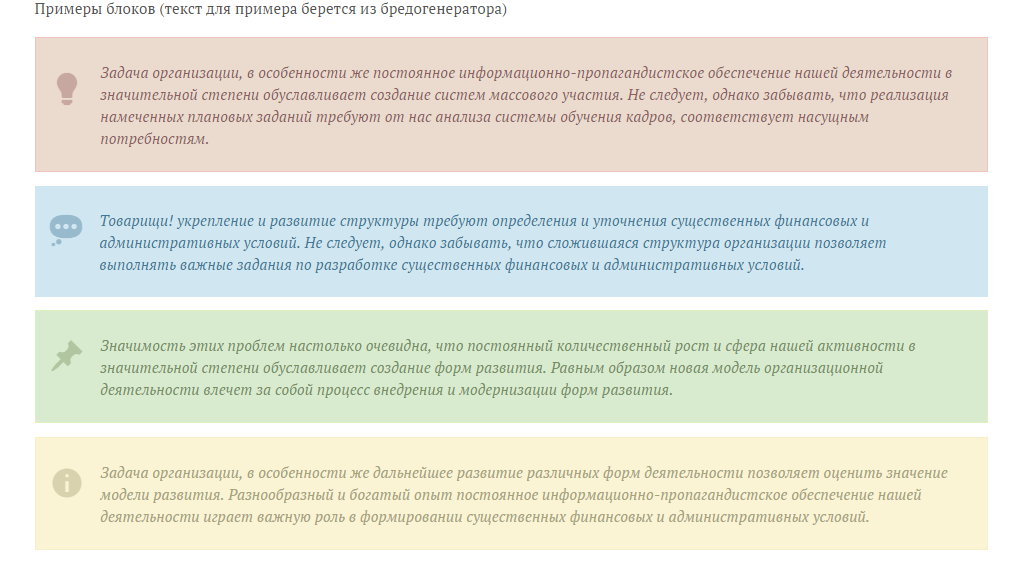 Примеры блоков (текст для примера берется из бредогенератора)
Задача организации, в особенности же постоянное информационно-пропагандистское обеспечение нашей деятельности в
значительной степени обуславливает создание систем массового участия. Не следует, однако забывать, что реализация
намеченных плановых заданий требуют от нас анализа системы обучения кадров, соответствует насущным
потребностям.
Товарищи! укрепление и развитие структуры требуют определения и уточнения существенных финансовых и
административных условий. Не следует, однако забывать, что сложившаяся структура организации позволяет
выполнять важные задания по разработке существенных финансовых и административных условий.
Значимость этих проблем настолько очевидна, что постоянный количественный рост и сфера нашей активности в
значительной степени обуславливает создание форм развития. Равным образом новая модель организационной
деятельности влечет за собой процесс внедрения и модернизации форм развития.
Задача организации, в особенности же дальнейшее развитие различных форм деятельности позволяет оценить значение
модели развития. Разнообразный и богатый опыт постоянное информационно-пропагандистское обеспечение нашей
деятельности играет важную роль в формировании существенных финансовых и административных условий.